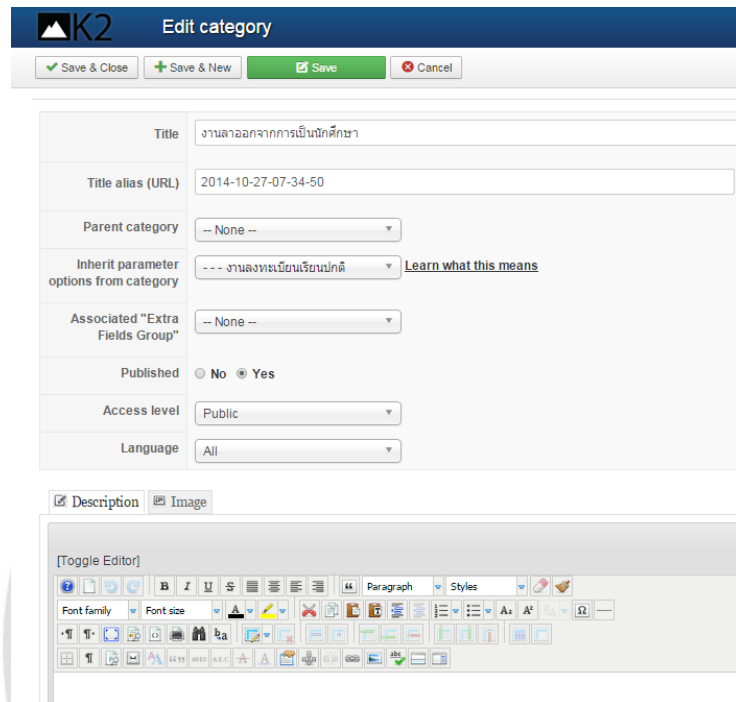 K2 Edit category
Save & Close Save & New Save Cancel
Title งานลาออกจากการเป็นนักศึกษา
Title alias (URL) 2014-10-27-07-34-50
Parent category -- None --
Inherit parameter options from category - - - งานลงทะเบียนเรียนปกติ Learn what this means
Associated "Extra Fields Group" -- None --
Published No Yes
Access level Public
Language All
Description Image
[Toggle Editor]
B I U S Paragraph Styles
Font family Font size A